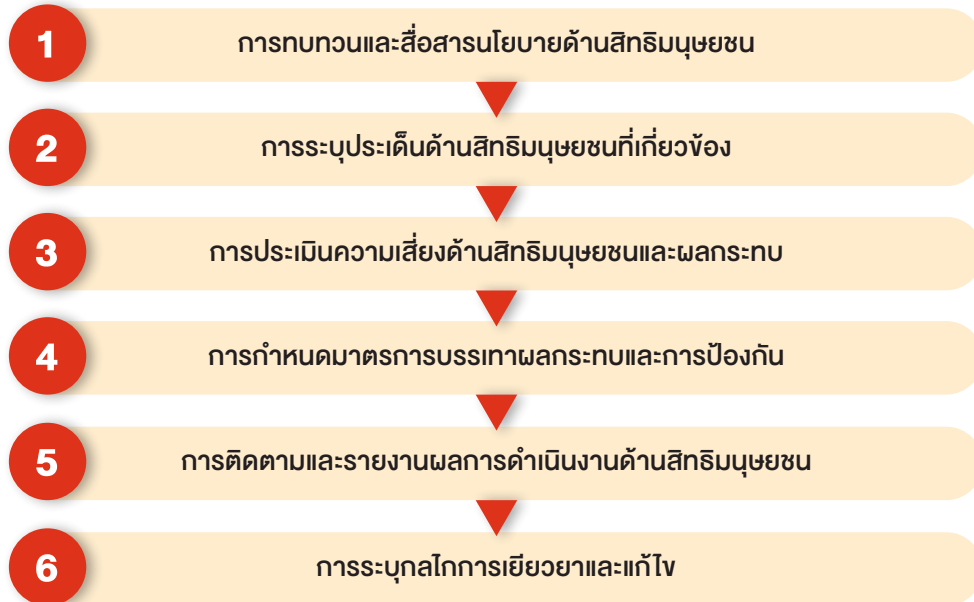 1
การทบทวนและสื่อสารนโยบายด้านสิทธิมนุษยชน
2
การระบุประเด็นด้านสิทธิมนุษยชนที่เกี่ยวข้อง
3
การประเมินความเสี่ยงด้านสิทธิมนุษยชนและผลกระทบ
4
การกำหนดมาตรการบรรเทาผลกระทบและการป้องกัน
5
การติดตามและรายงานผลการดำเนินงานด้านสิทธิมนุษยชน
6
การระบุกลไกการเยียวยาและแก้ไข